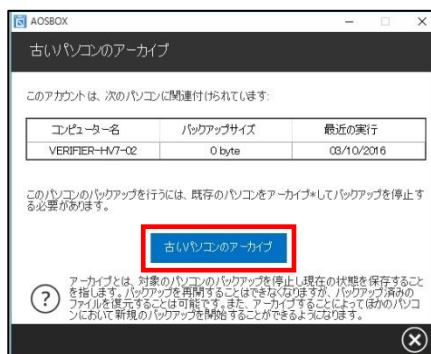 AOSBOX
古いパソコンのアーカイブ
このアカウントは、次のパソコンに関連付けられています:
コンピューター名 バックアップサイズ 最近の実行
VERIFIER-HV7-02 0 byte 03/10/2016
このパソコンのバックアップを行うには、既存のパソコンをアーカイブ*してバックアップを停止す
る必要があります。
古いパソコンのアーカイブ
アーカイブとは、対象のパソコンのバックアップを停止し現在の状態を保存すること
を指します。バックアップを再開することはできなくなりますが、バックアップ済みの
ファイルを復元することは可能です。また、アーカイブすることによってほかのパソコ
ンにおいて新規のバックアップを開始することができるようになります。